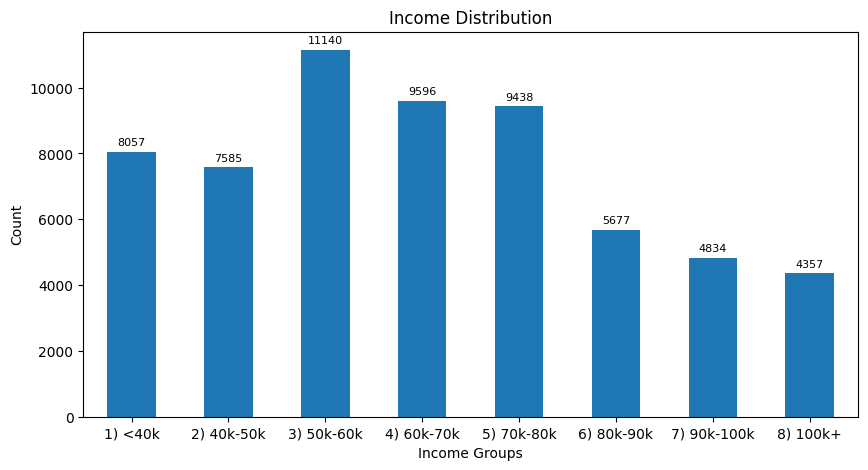 Income Distribution
11140
9596
9438
8057
7585
5677
4834
4357
10000
8000
6000
4000
2000
0
Count
1) <40k
2) 40k-50k
3) 50k-60k
4) 60k-70k
5) 70k-80k
6) 80k-90k
7) 90k-100k
8) 100k+
Income Groups